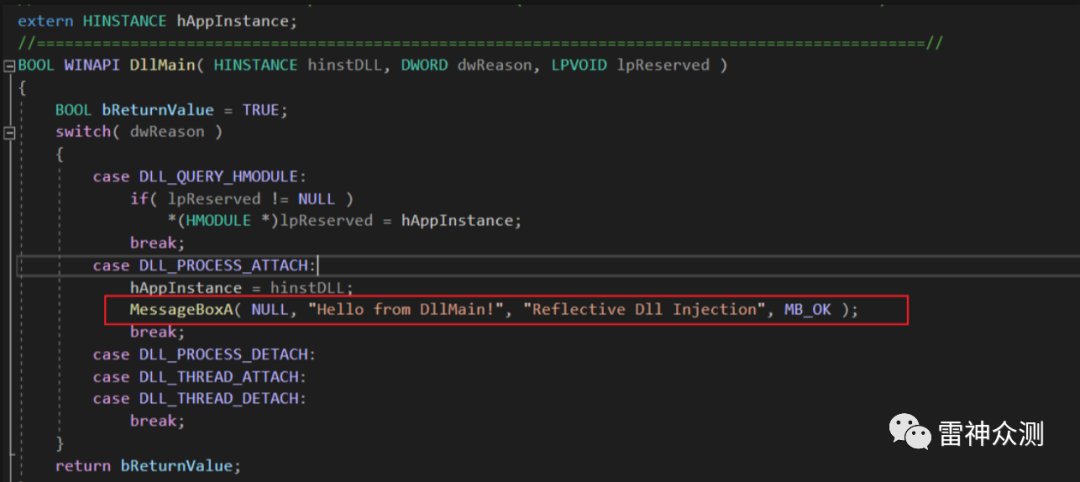 extern HINSTANCE hAppInstance;
//===============================================================================================//
BOOL WINAPI DllMain( HINSTANCE hinstDLL, DWORD dwReason, LPVOID lpReserved )
{
    BOOL bReturnValue = TRUE;
    switch( dwReason )
    {
        case DLL_QUERY_HMODULE:
            if( lpReserved != NULL )
                *(HMODULE *)lpReserved = hAppInstance;
            break;
        case DLL_PROCESS_ATTACH:
            hAppInstance = hinstDLL;
            MessageBoxA( NULL, "Hello from DllMain!", "Reflective Dll Injection", MB_OK );
            break;
        case DLL_PROCESS_DETACH:
        case DLL_THREAD_ATTACH:
        case DLL_THREAD_DETACH:
            break;
    }
    return bReturnValue;
雷神众测